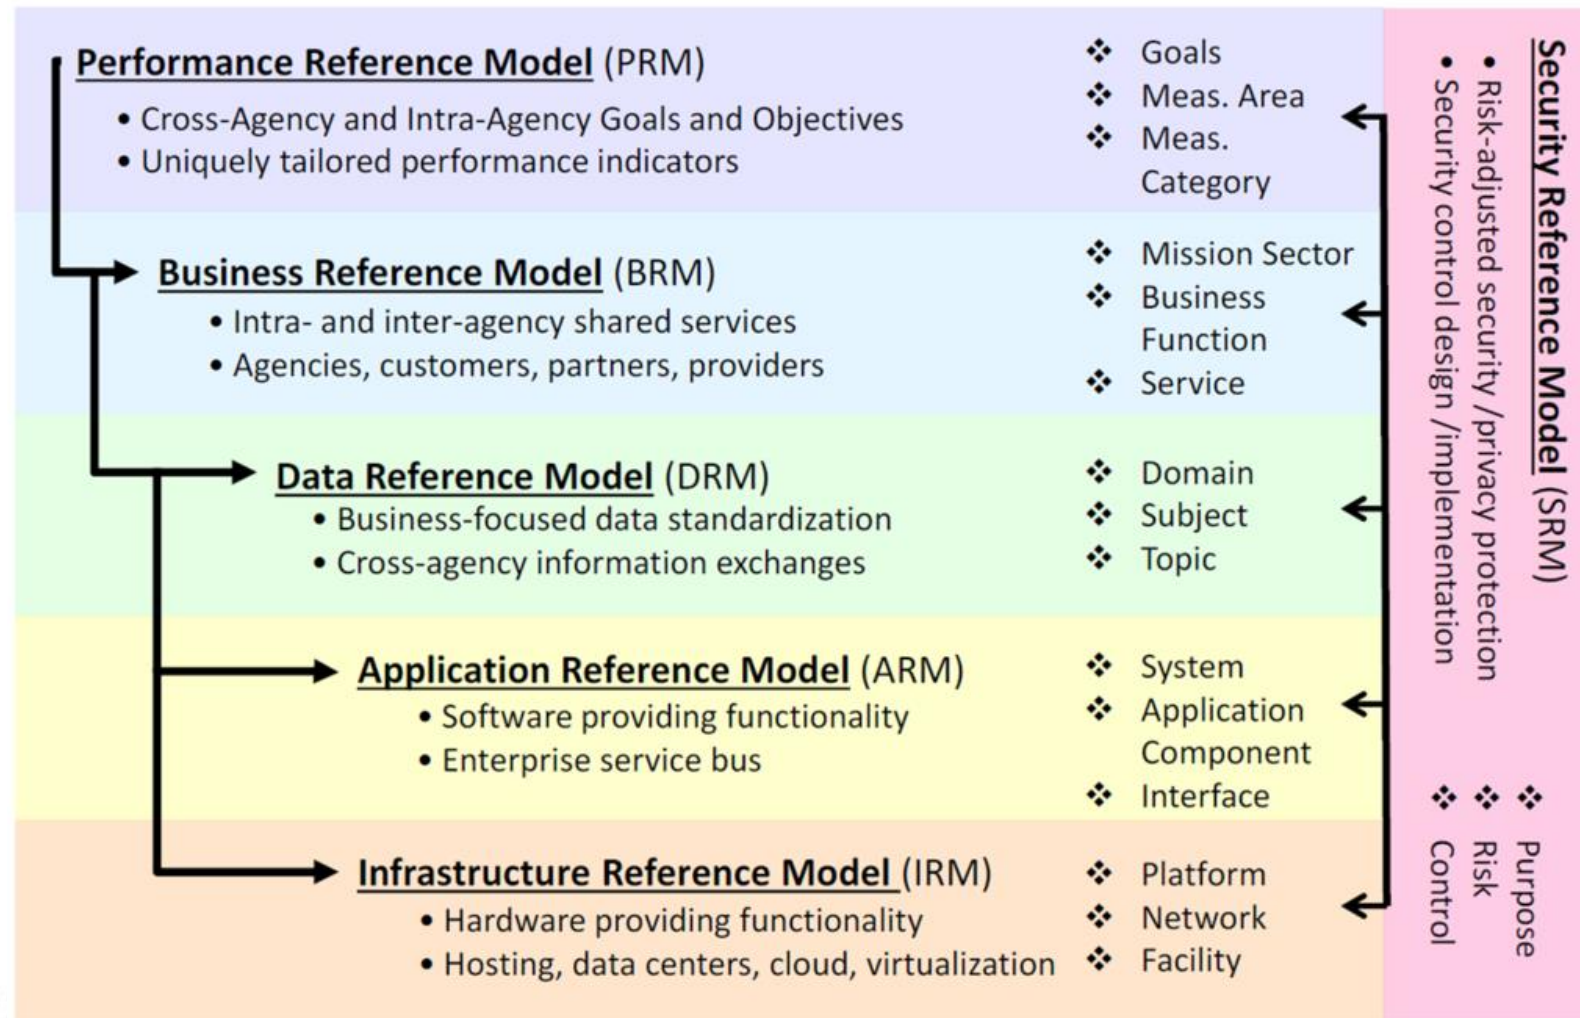 Performance Reference Model (PRM)
• Cross-Agency and Intra-Agency Goals and Objectives
• Uniquely tailored performance indicators
❖ Goals
❖ Meas. Area
❖ Meas.
Category
Business Reference Model (BRM)
• Intra- and inter-agency shared services
• Agencies, customers, partners, providers
❖ Mission Sector
❖ Business
Function
❖ Service
Data Reference Model (DRM)
• Business-focused data standardization
• Cross-agency information exchanges
❖ Domain
❖ Subject
❖ Topic
Application Reference Model (ARM)
• Software providing functionality
• Enterprise service bus
❖ System
❖ Application
Component
❖ Interface
Infrastructure Reference Model (IRM)
• Hardware providing functionality
• Hosting, data centers, cloud, virtualization
❖ Platform
❖ Network
❖ Facility
Security Reference Model (SRM)
• Risk-adjusted security /privacy protection
• Security control design /implementation
❖ Purpose
❖ Risk
❖ Control